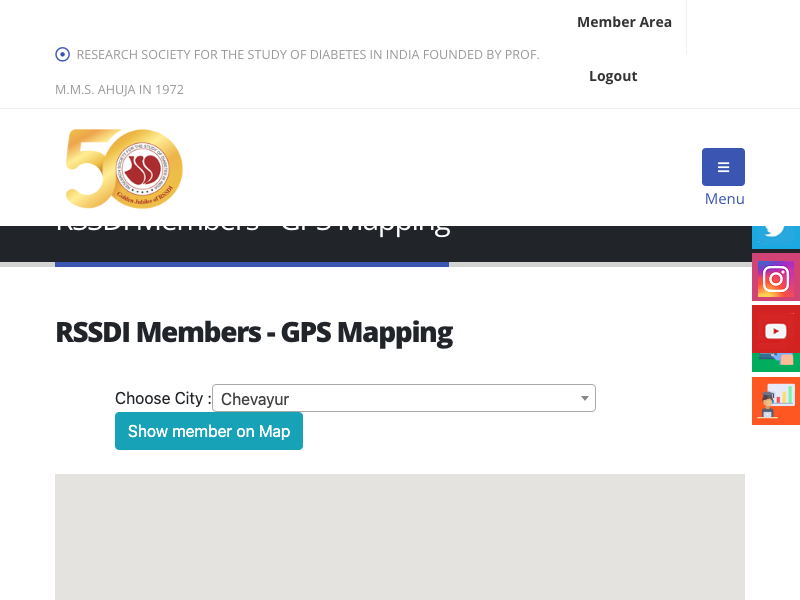 Member Area
RESEARCH SOCIETY FOR THE STUDY OF DIABETES IN INDIA FOUNDED BY PROF.
M.M.S. AHUJA IN 1972
Logout
50
Golden Jubilee of RSSDI
Menu
RSSDI Members - GPS Mapping
RSSDI Members - GPS Mapping
Choose City :
Chevayur
Show member on Map